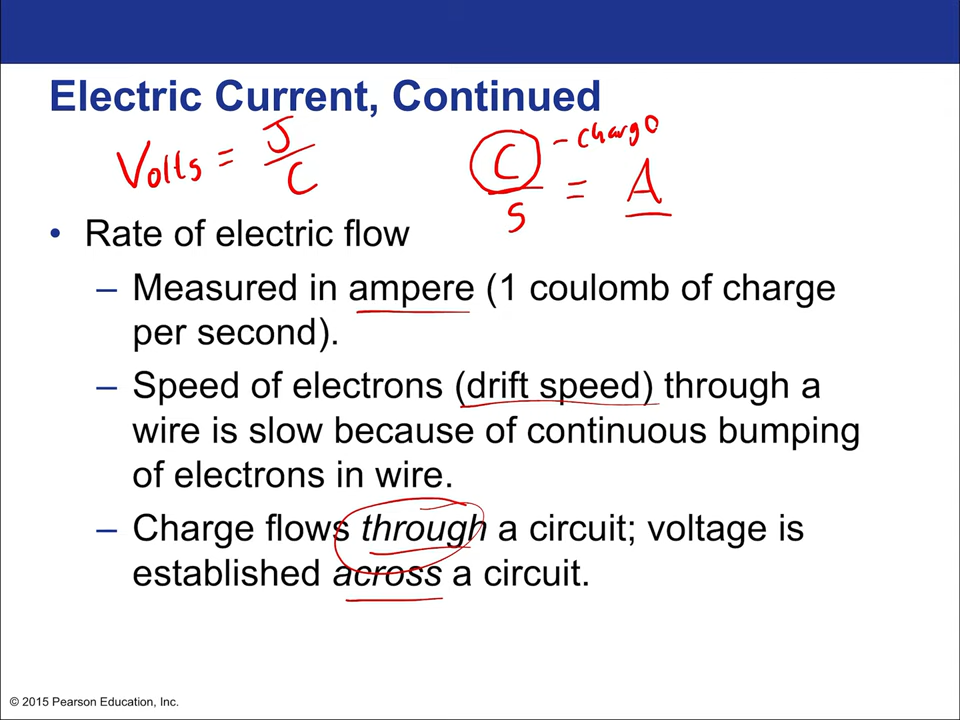 Electric Current, Continued
Volts = J/C
C/s = A
- charge
• Rate of electric flow
– Measured in ampere (1 coulomb of charge
per second).
– Speed of electrons (drift speed) through a
wire is slow because of continuous bumping
of electrons in wire.
– Charge flows through a circuit; voltage is
established across a circuit.
© 2015 Pearson Education, Inc.